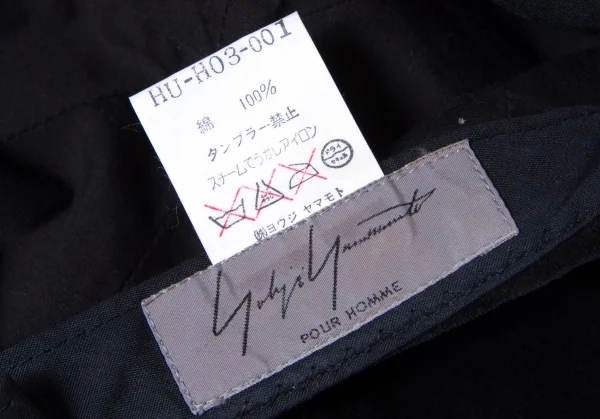 HU-H03-001
綿 100%
タンブラー禁止
スチームでうかしアイロン
ドライ
㈱ヨウジ ヤマモト
Yohji Yamamoto
POUR HOMME